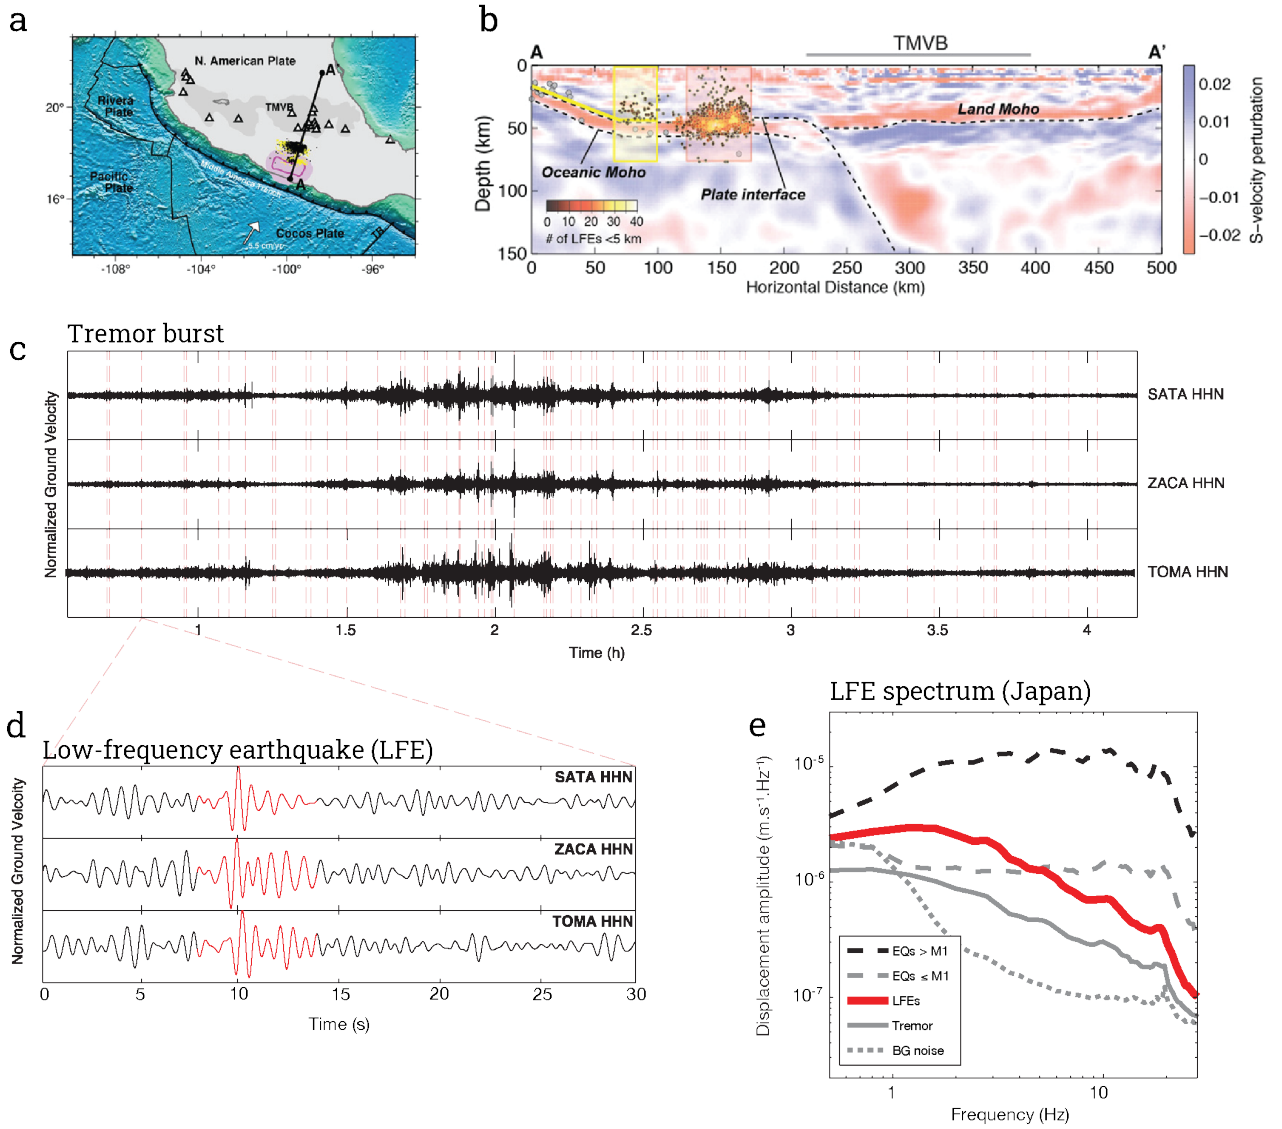 a
N. American Plate
A'
TMVB
Rivera
Plate
Pacific
Plate
Middle America Trench
A
Cocos Plate
20°
16°
-108°
-104°
-100°
-96°
b
TMVB
A
A'
0
50
100
150
Depth (km)
Land Moho
Oceanic Moho
Plate interface
0 10 20 30 40
# of LFEs <5 km
0 50 100 150 200 250 300 350 400 450 500
Horizontal Distance (km)
0.02
0.01
0
−0.01
−0.02
S−velocity perturbation
c
Tremor burst
Normalized Ground Velocity
SATA HHN
ZACA HHN
TOMA HHN
1 1.5 2 2.5 3 3.5 4
Time (h)
d
Low-frequency earthquake (LFE)
Normalized Ground Velcoity
SATA HHN
ZACA HHN
TOMA HHN
0 5 10 15 20 25 30
Time (s)
e
LFE spectrum (Japan)
Displacement amplitude (m.s⁻¹.Hz⁻¹)
10⁻⁵
10⁻⁶
10⁻⁷
EQs > M1
EQs ≤ M1
LFEs
Tremor
BG noise
1 10
Frequency (Hz)